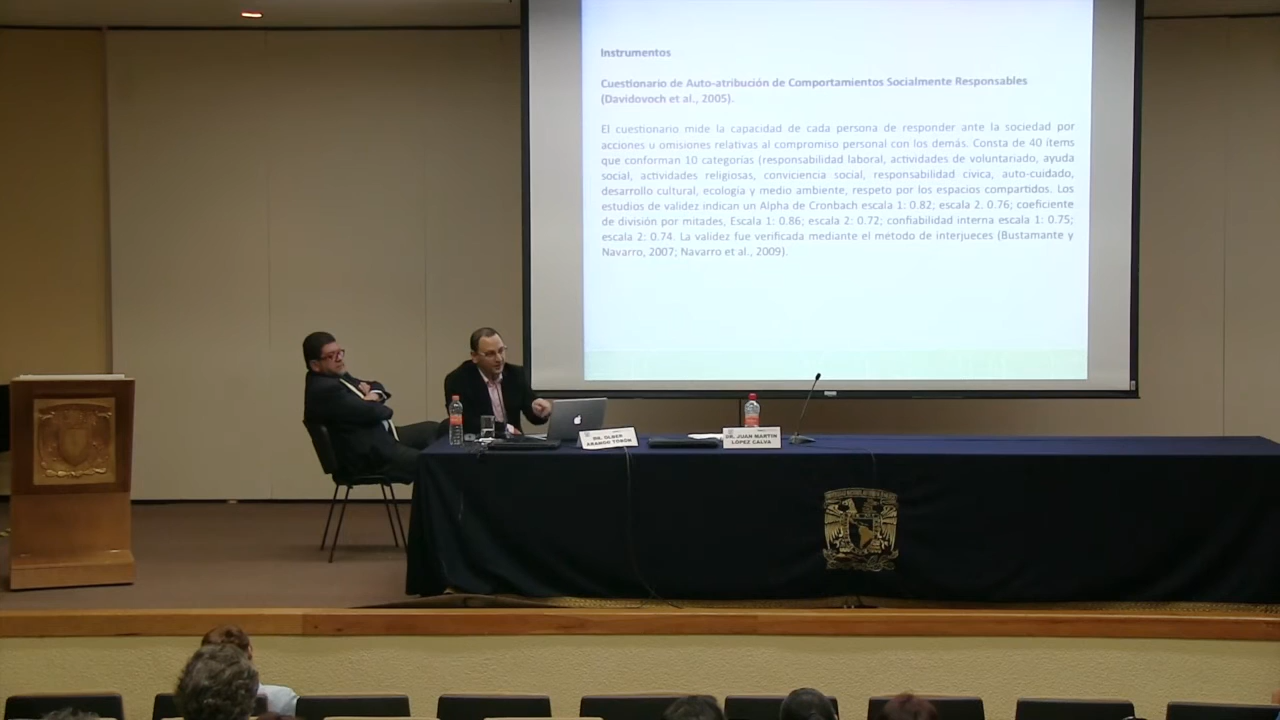 Instrumentos
Cuestionario de Auto-atribución de Comportamientos Socialmente Responsables
(Davidovoch et al., 2005).
El cuestionario mide la capacidad de cada persona de responder ante la sociedad por
acciones u omisiones relativas al compromiso personal con los demás. Consta de 40 ítems
que conforman 10 categorías (responsabilidad laboral, actividades de voluntariado, ayuda
social, actividades religiosas, conviciencia social, responsabilidad cívica, auto-cuidado,
desarrollo cultural, ecología y medio ambiente, respeto por los espacios compartidos. Los
estudios de validez indican un Alpha de Cronbach escala 1: 0.82; escala 2. 0.76; coeficiente
de división por mitades, Escala 1: 0.86; escala 2: 0.72; confiabilidad interna escala 1: 0.75;
escala 2: 0.74. La validez fue verificada mediante el metodo de interjueces (Bustamante y
Navarro, 2007; Navarro et al., 2009).
DR. OLBER
ARANGO TOBÓN
DR. JUAN MARTIN
LÓPEZ CALVA